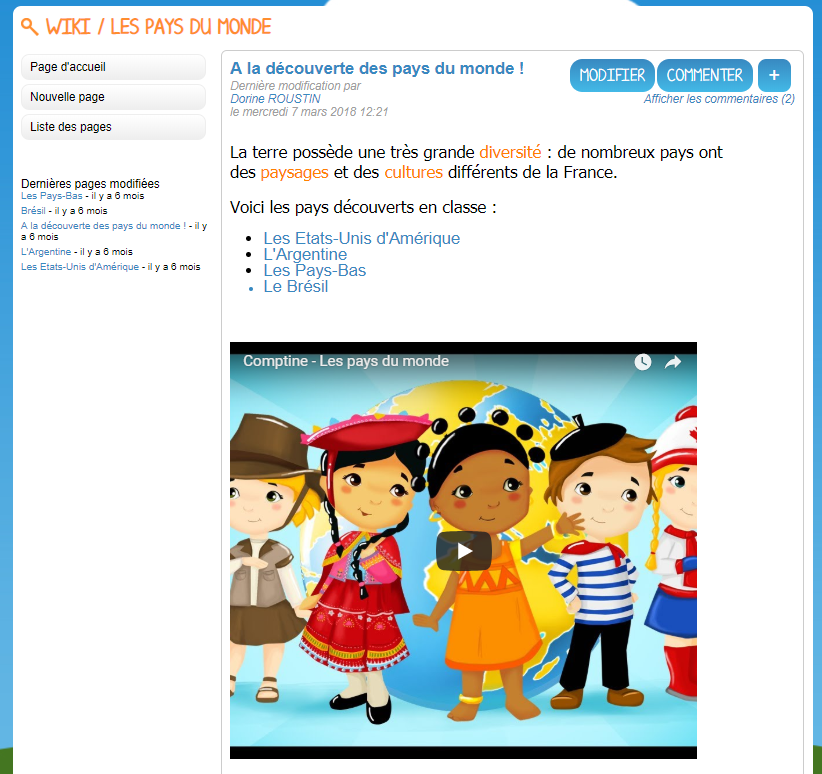 WIKI / LES PAYS DU MONDE
Page d'accueil
Nouvelle page
Liste des pages
Dernières pages modifiées
Les Pays-Bas - il y a 6 mois
Brésil - il y a 6 mois
A la découverte des pays du monde ! - il y
a 6 mois
L'Argentine - il y a 6 mois
Les Etats-Unis d'Amérique - il y a 6 mois
A la découverte des pays du monde !
Dernière modification par
Dorine ROUSTIN
le mercredi 7 mars 2018 12:21
MODIFIER COMMENTER +
Afficher les commentaires (2)
La terre possède une très grande diversité : de nombreux pays ont
des paysages et des cultures différents de la France.
Voici les pays découverts en classe :
Les Etats-Unis d'Amérique
L'Argentine
Les Pays-Bas
Le Brésil
Comptine - Les pays du monde